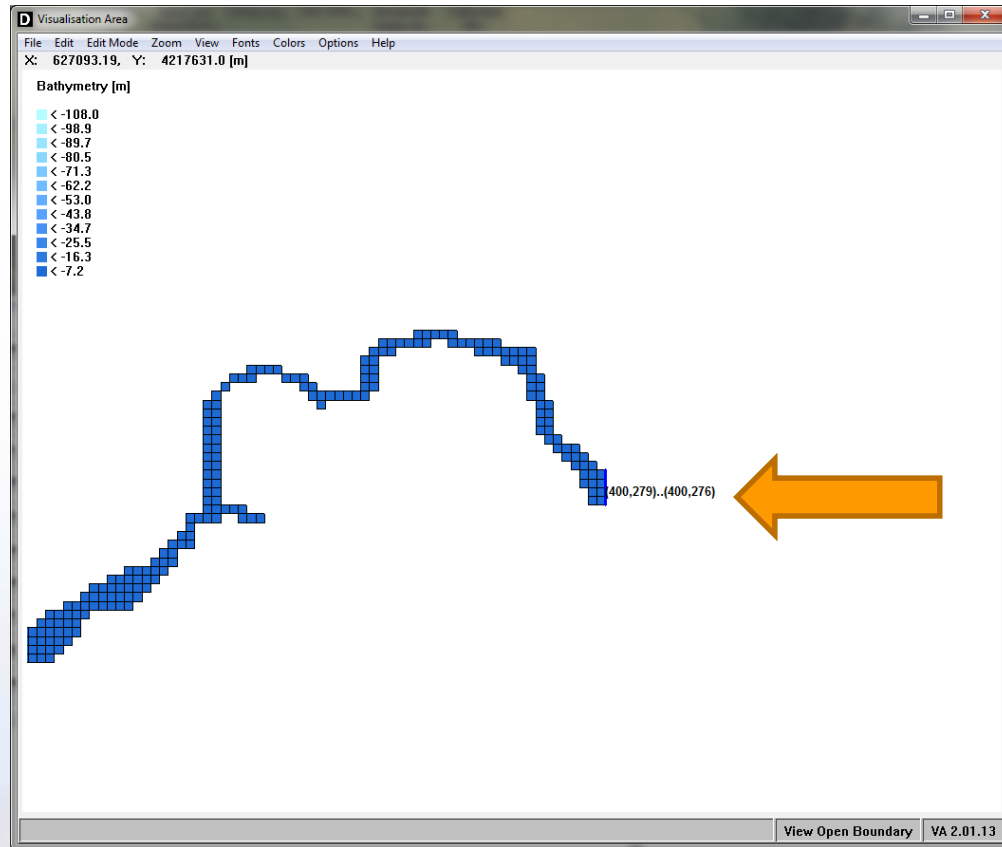 D Visualisation Area
File Edit Edit Mode Zoom View Fonts Colors Options Help
X: 627093.19, Y: 4217631.0 [m]
Bathymetry [m]
< -108.0
< -98.9
< -89.7
< -80.5
< -71.3
< -62.2
< -53.0
< -43.8
< -34.7
< -25.5
< -16.3
< -7.2
(400,279)..(400,276)
View Open Boundary VA 2.01.13